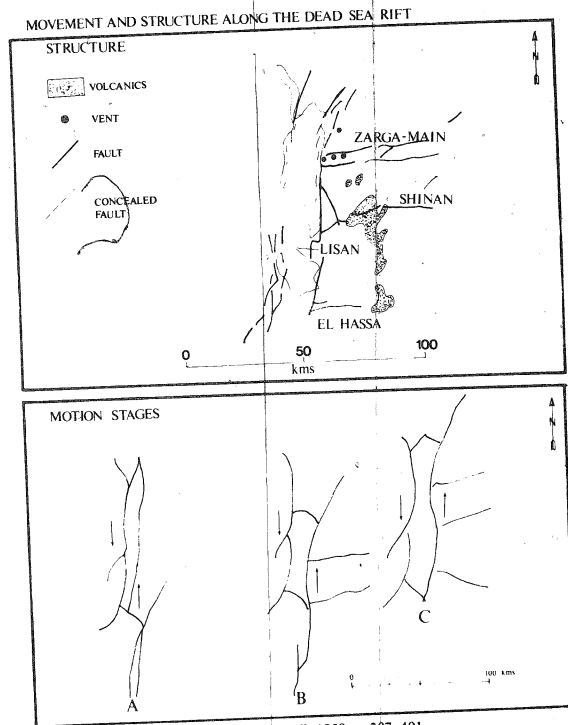 MOVEMENT AND STRUCTURE ALONG THE DEAD SEA RIFT
STRUCTURE
N
VOLCANICS
VENT
FAULT
CONCEALED
FAULT
ZARGA-MAIN
SHINAN
LISAN
EL HASSA
0 50 100
kms
MOTION STAGES
N
A
B
C
0 100 kms